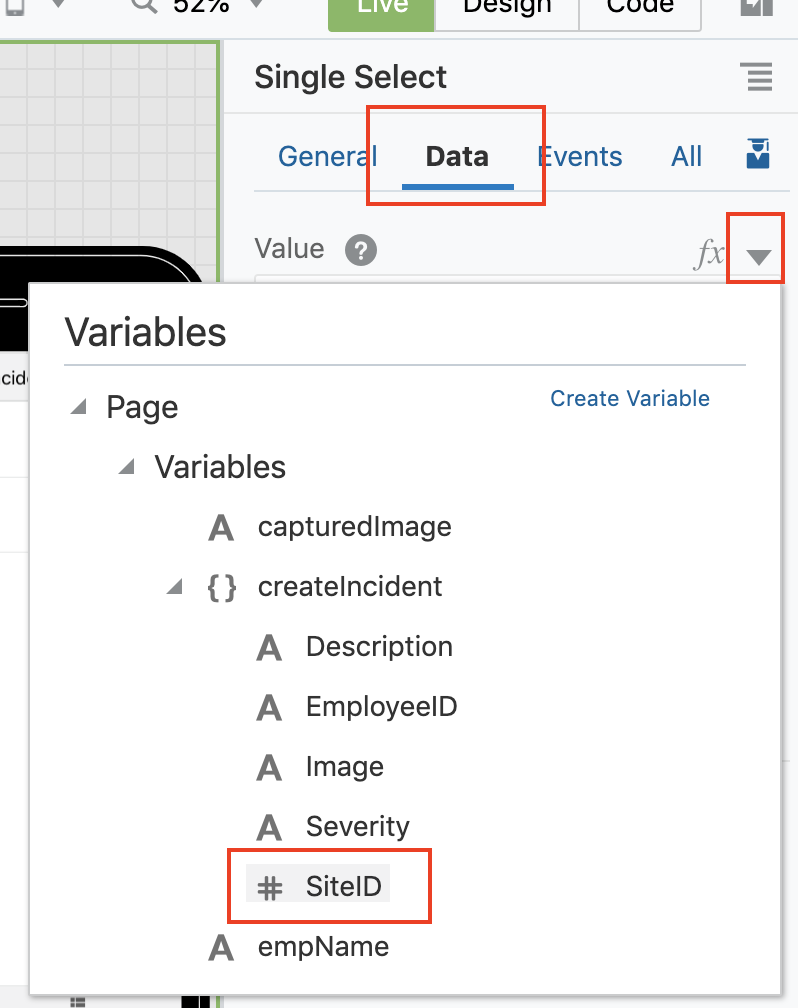 52%
Live
Design
Code
Single Select
General
Data
Events
All
Value ?
fx
Variables
Page
Create Variable
Variables
A capturedImage
{ } createIncident
A Description
A EmployeeID
A Image
A Severity
# SiteID
A empName